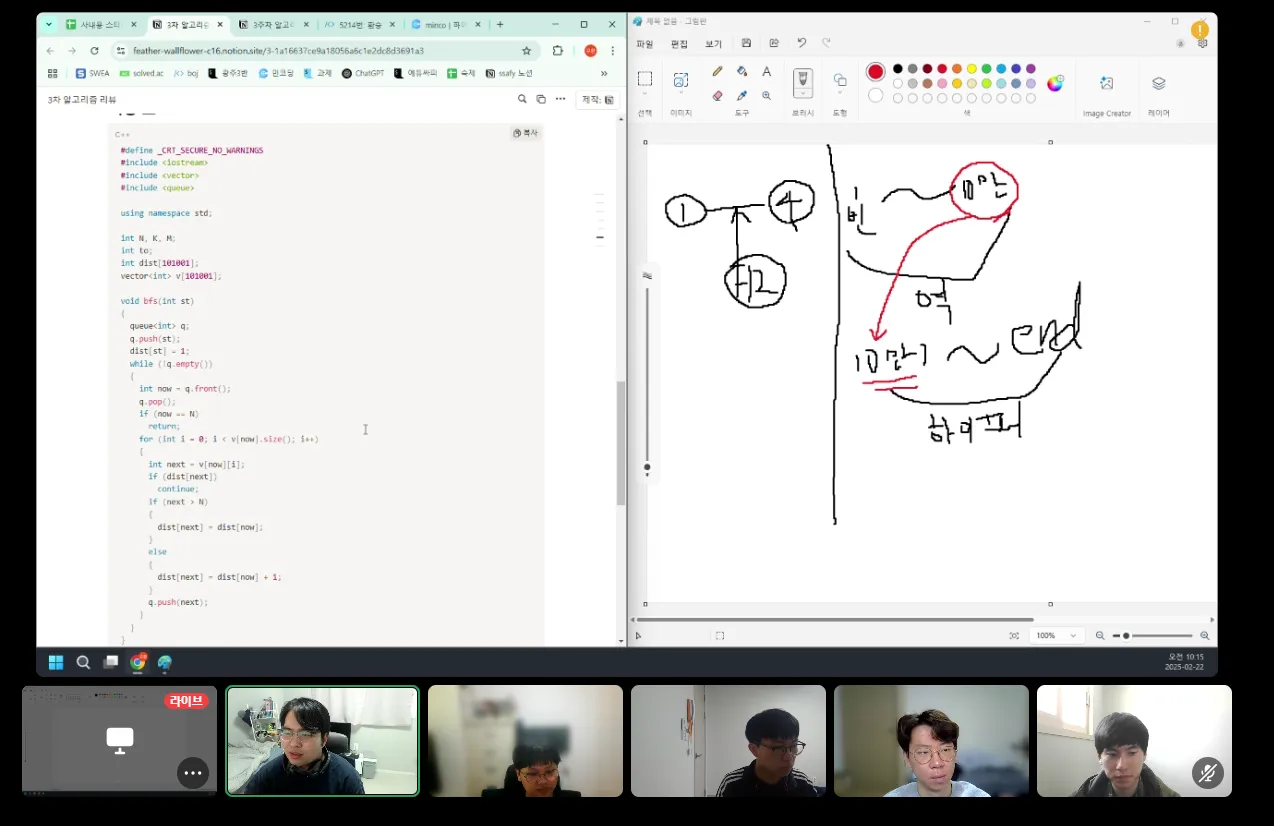 사내용 스터
3차 알고리즘
3주차 알고
5214번: 환승
minco | 하이
feather-wallflower-c16.notion.site/3-1a16637ce9a18056a6c1e2dc8d3691a3
SWEA
solved.ac
boj
광주3반
민코딩
과제
ChatGPT
에듀싸피
숙제
ssafy 노션
3차 알고리즘 리뷰
제작:
C++
복사
#define _CRT_SECURE_NO_WARNINGS
#include <iostream>
#include <vector>
#include <queue>
using namespace std;
int N, K, M;
int to;
int dist[101001];
vector<int> v[101001];
void bfs(int st)
{
queue<int> q;
q.push(st);
dist[st] = 1;
while (!q.empty())
{
int now = q.front();
q.pop();
if (now == N)
return;
for (int i = 0; i < v[now].size(); i++)
{
int next = v[now][i];
if (dist[next])
continue;
if (next > N)
{
dist[next] = dist[now];
}
else
{
dist[next] = dist[now] + 1;
}
q.push(next);
}
}
}
제목 없음 - 그림판
파일
편집
보기
선택
이미지
도구
브러시
도형
색
Image Creator
레이어
1
4
12
10만
역
10만1 ~ end
하이퍼
100%
오전 10:15
2025-02-22
라이브